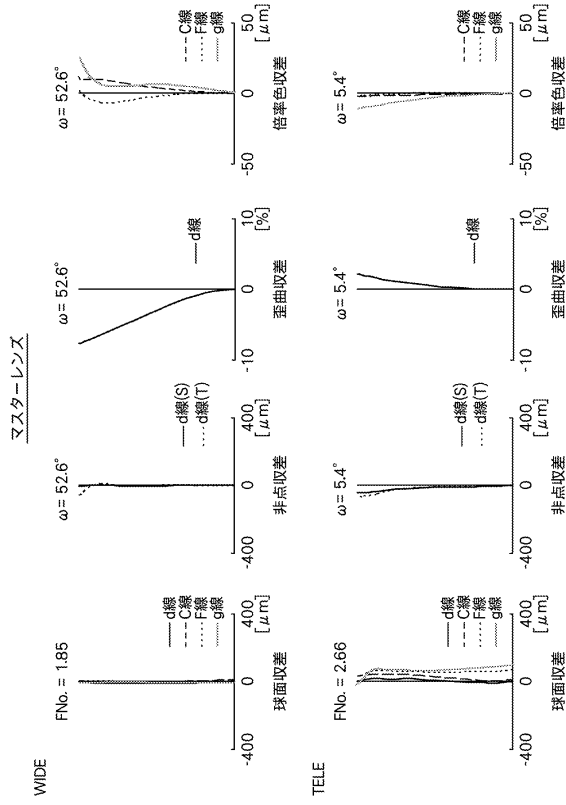 マスターレンズ
WIDE
FNo. = 1.85
d線
C線
F線
g線
-400 0 400
[μm]
球面収差
ω= 52.6°
d線(S)
d線(T)
-400 0 400
[μm]
非点収差
ω= 52.6°
d線
-10 0 10
[%]
歪曲収差
ω= 52.6°
C線
F線
g線
-50 0 50
[μm]
倍率色収差
TELE
FNo. = 2.66
d線
C線
F線
g線
-400 0 400
[μm]
球面収差
ω= 5.4°
d線(S)
d線(T)
-400 0 400
[μm]
非点収差
ω= 5.4°
d線
-10 0 10
[%]
歪曲収差
ω= 5.4°
C線
F線
g線
-50 0 50
[μm]
倍率色収差